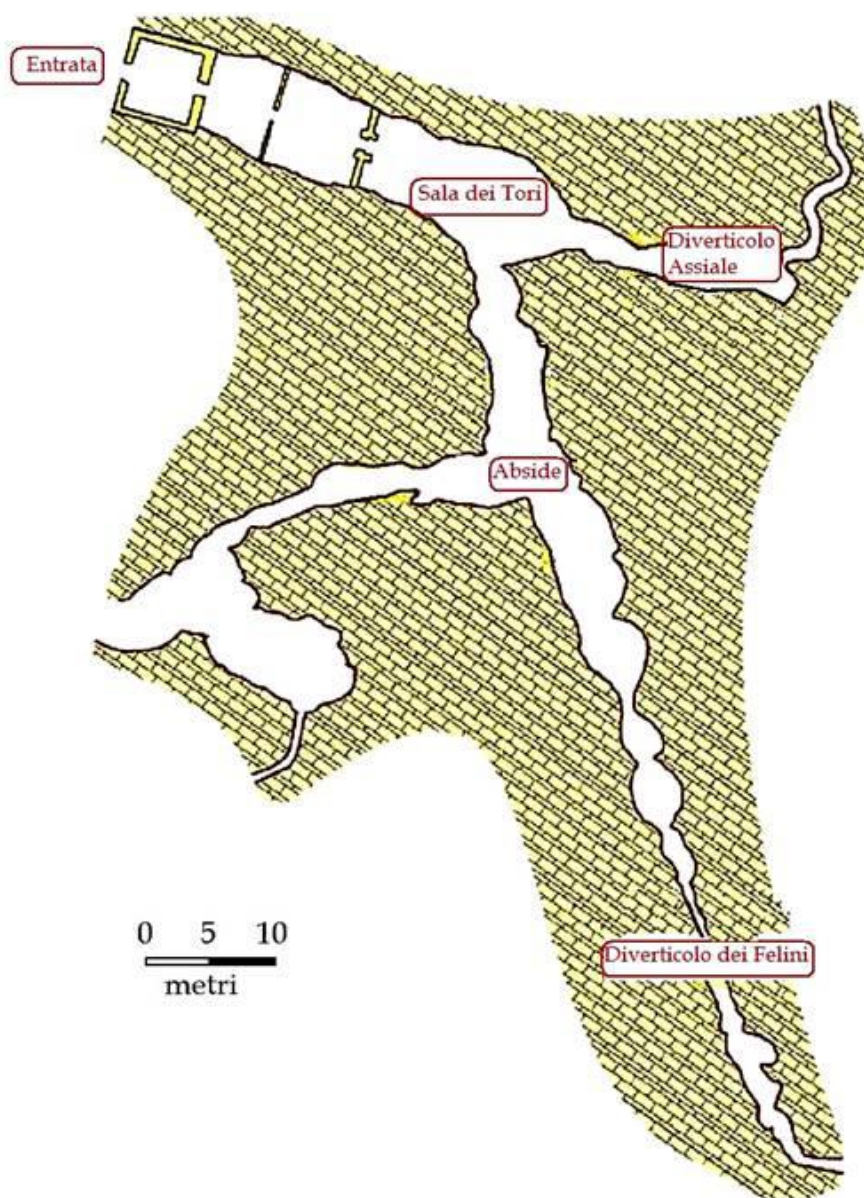 Entrata
Sala dei Tori
Diverticolo
Assiale
Abside
Diverticolo dei Felini
0 5 10
metri